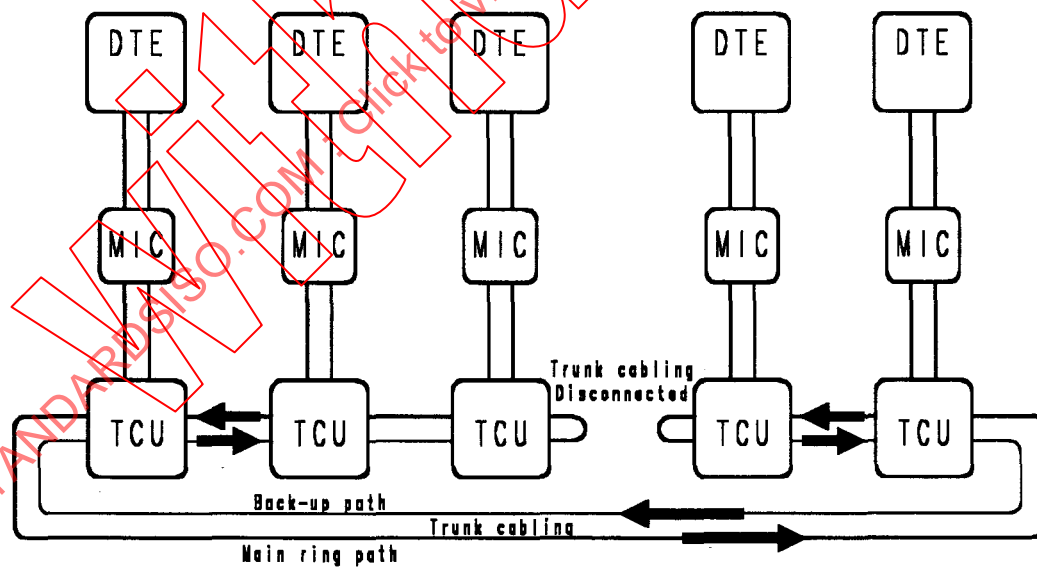 DTE DTE DTE DTE DTE
MIC MIC MIC MIC MIC
Trunk cabling
Disconnected
TCU TCU TCU TCU TCU
Back-up path
Trunk cabling
Main ring path
STANDARDSISO.COM : Click to v